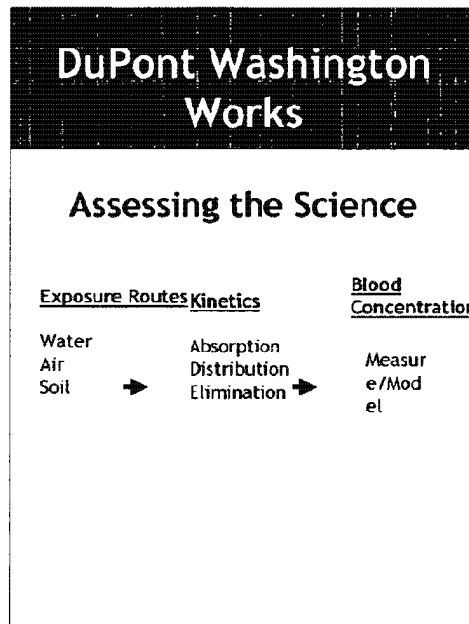 DuPont Washington
Works
Assessing the Science
Exposure Routes
Water
Air
Soil
Kinetics
Absorption
Distribution
Elimination
Blood
Concentration
Measur
e/Mod
el